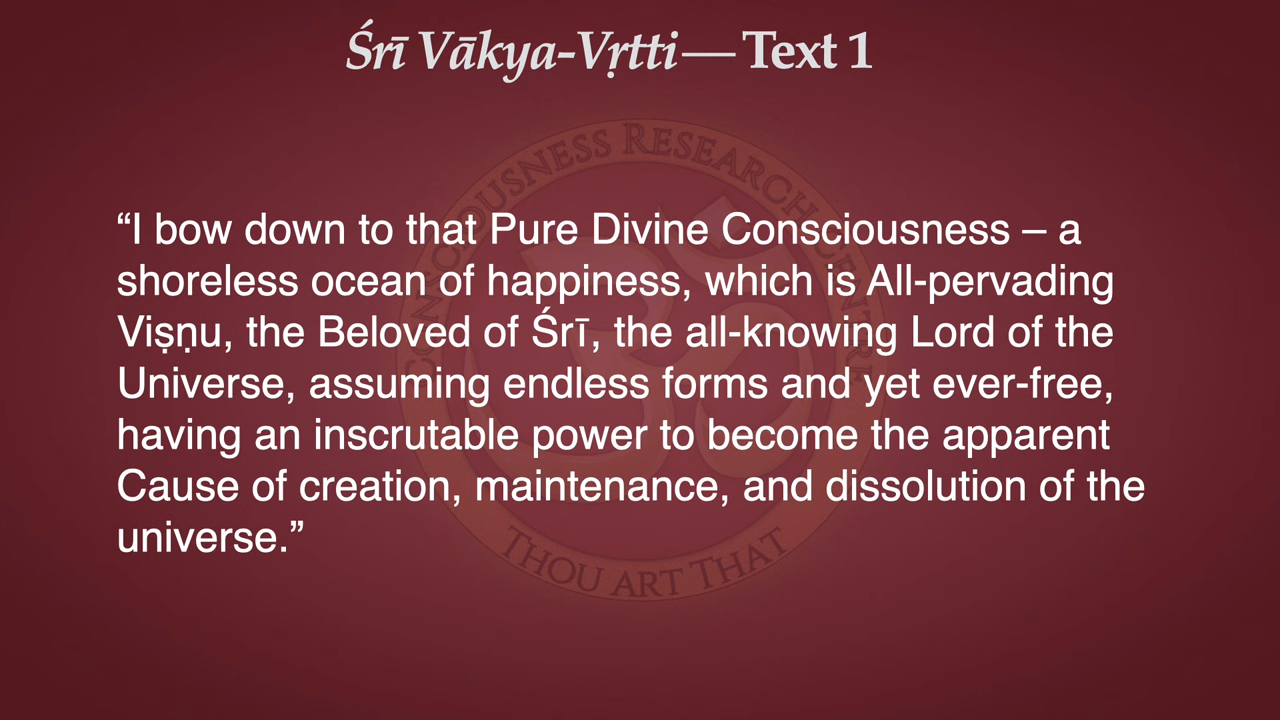 Śrī Vākya-Vṛtti—Text 1
“I bow down to that Pure Divine Consciousness – a
shoreless ocean of happiness, which is All-pervading
Viṣṇu, the Beloved of Śrī, the all-knowing Lord of the
Universe, assuming endless forms and yet ever-free,
having an inscrutable power to become the apparent
Cause of creation, maintenance, and dissolution of the
universe.”
CONSCIOUSNESS RESEARCH CENTRE
ॐ
THOU ART THAT